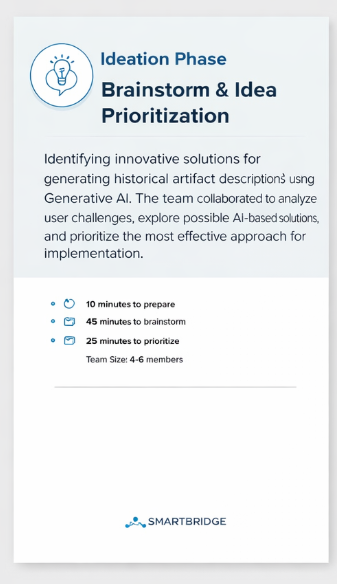 Ideation Phase
Brainstorm & Idea
Prioritization
Identifying innovative solutions for
generating historical artifact descriptions usng
Generative AI. The team collaborated to analyze
user challenges, explore possible AI-based solutions,
and prioritize the most effective approach for
implementation.
10 minutes to prepare
45 minutes to brainstorm
25 minutes to prioritize
Team Size: 4-6 members
SMARTBRIDGE